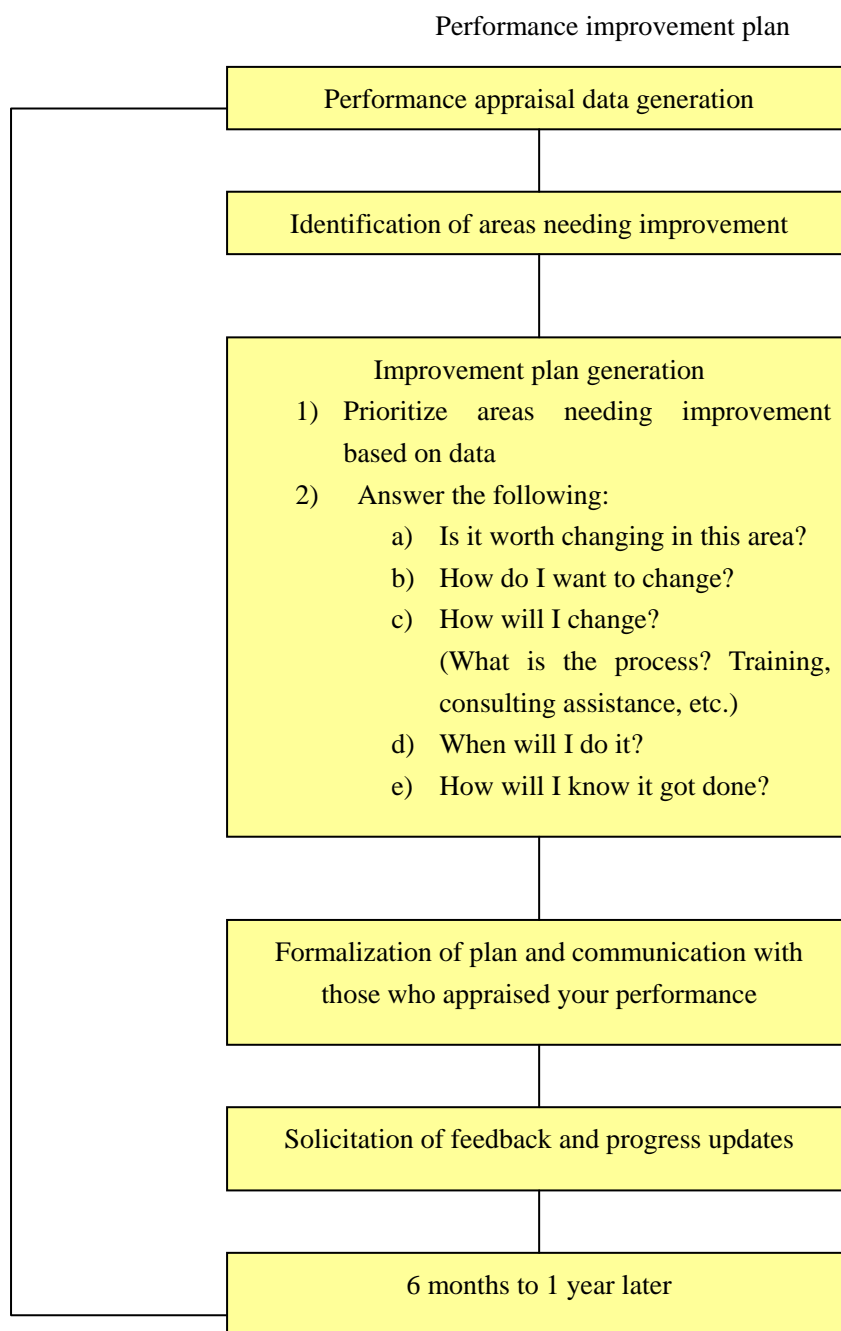 Performance improvement plan
Performance appraisal data generation
Identification of areas needing improvement
Improvement plan generation
1) Prioritize areas needing improvement
based on data
2) Answer the following:
a) Is it worth changing in this area?
b) How do I want to change?
c) How will I change?
(What is the process? Training,
consulting assistance, etc.)
d) When will I do it?
e) How will I know it got done?
Formalization of plan and communication with
those who appraised your performance
Solicitation of feedback and progress updates
6 months to 1 year later